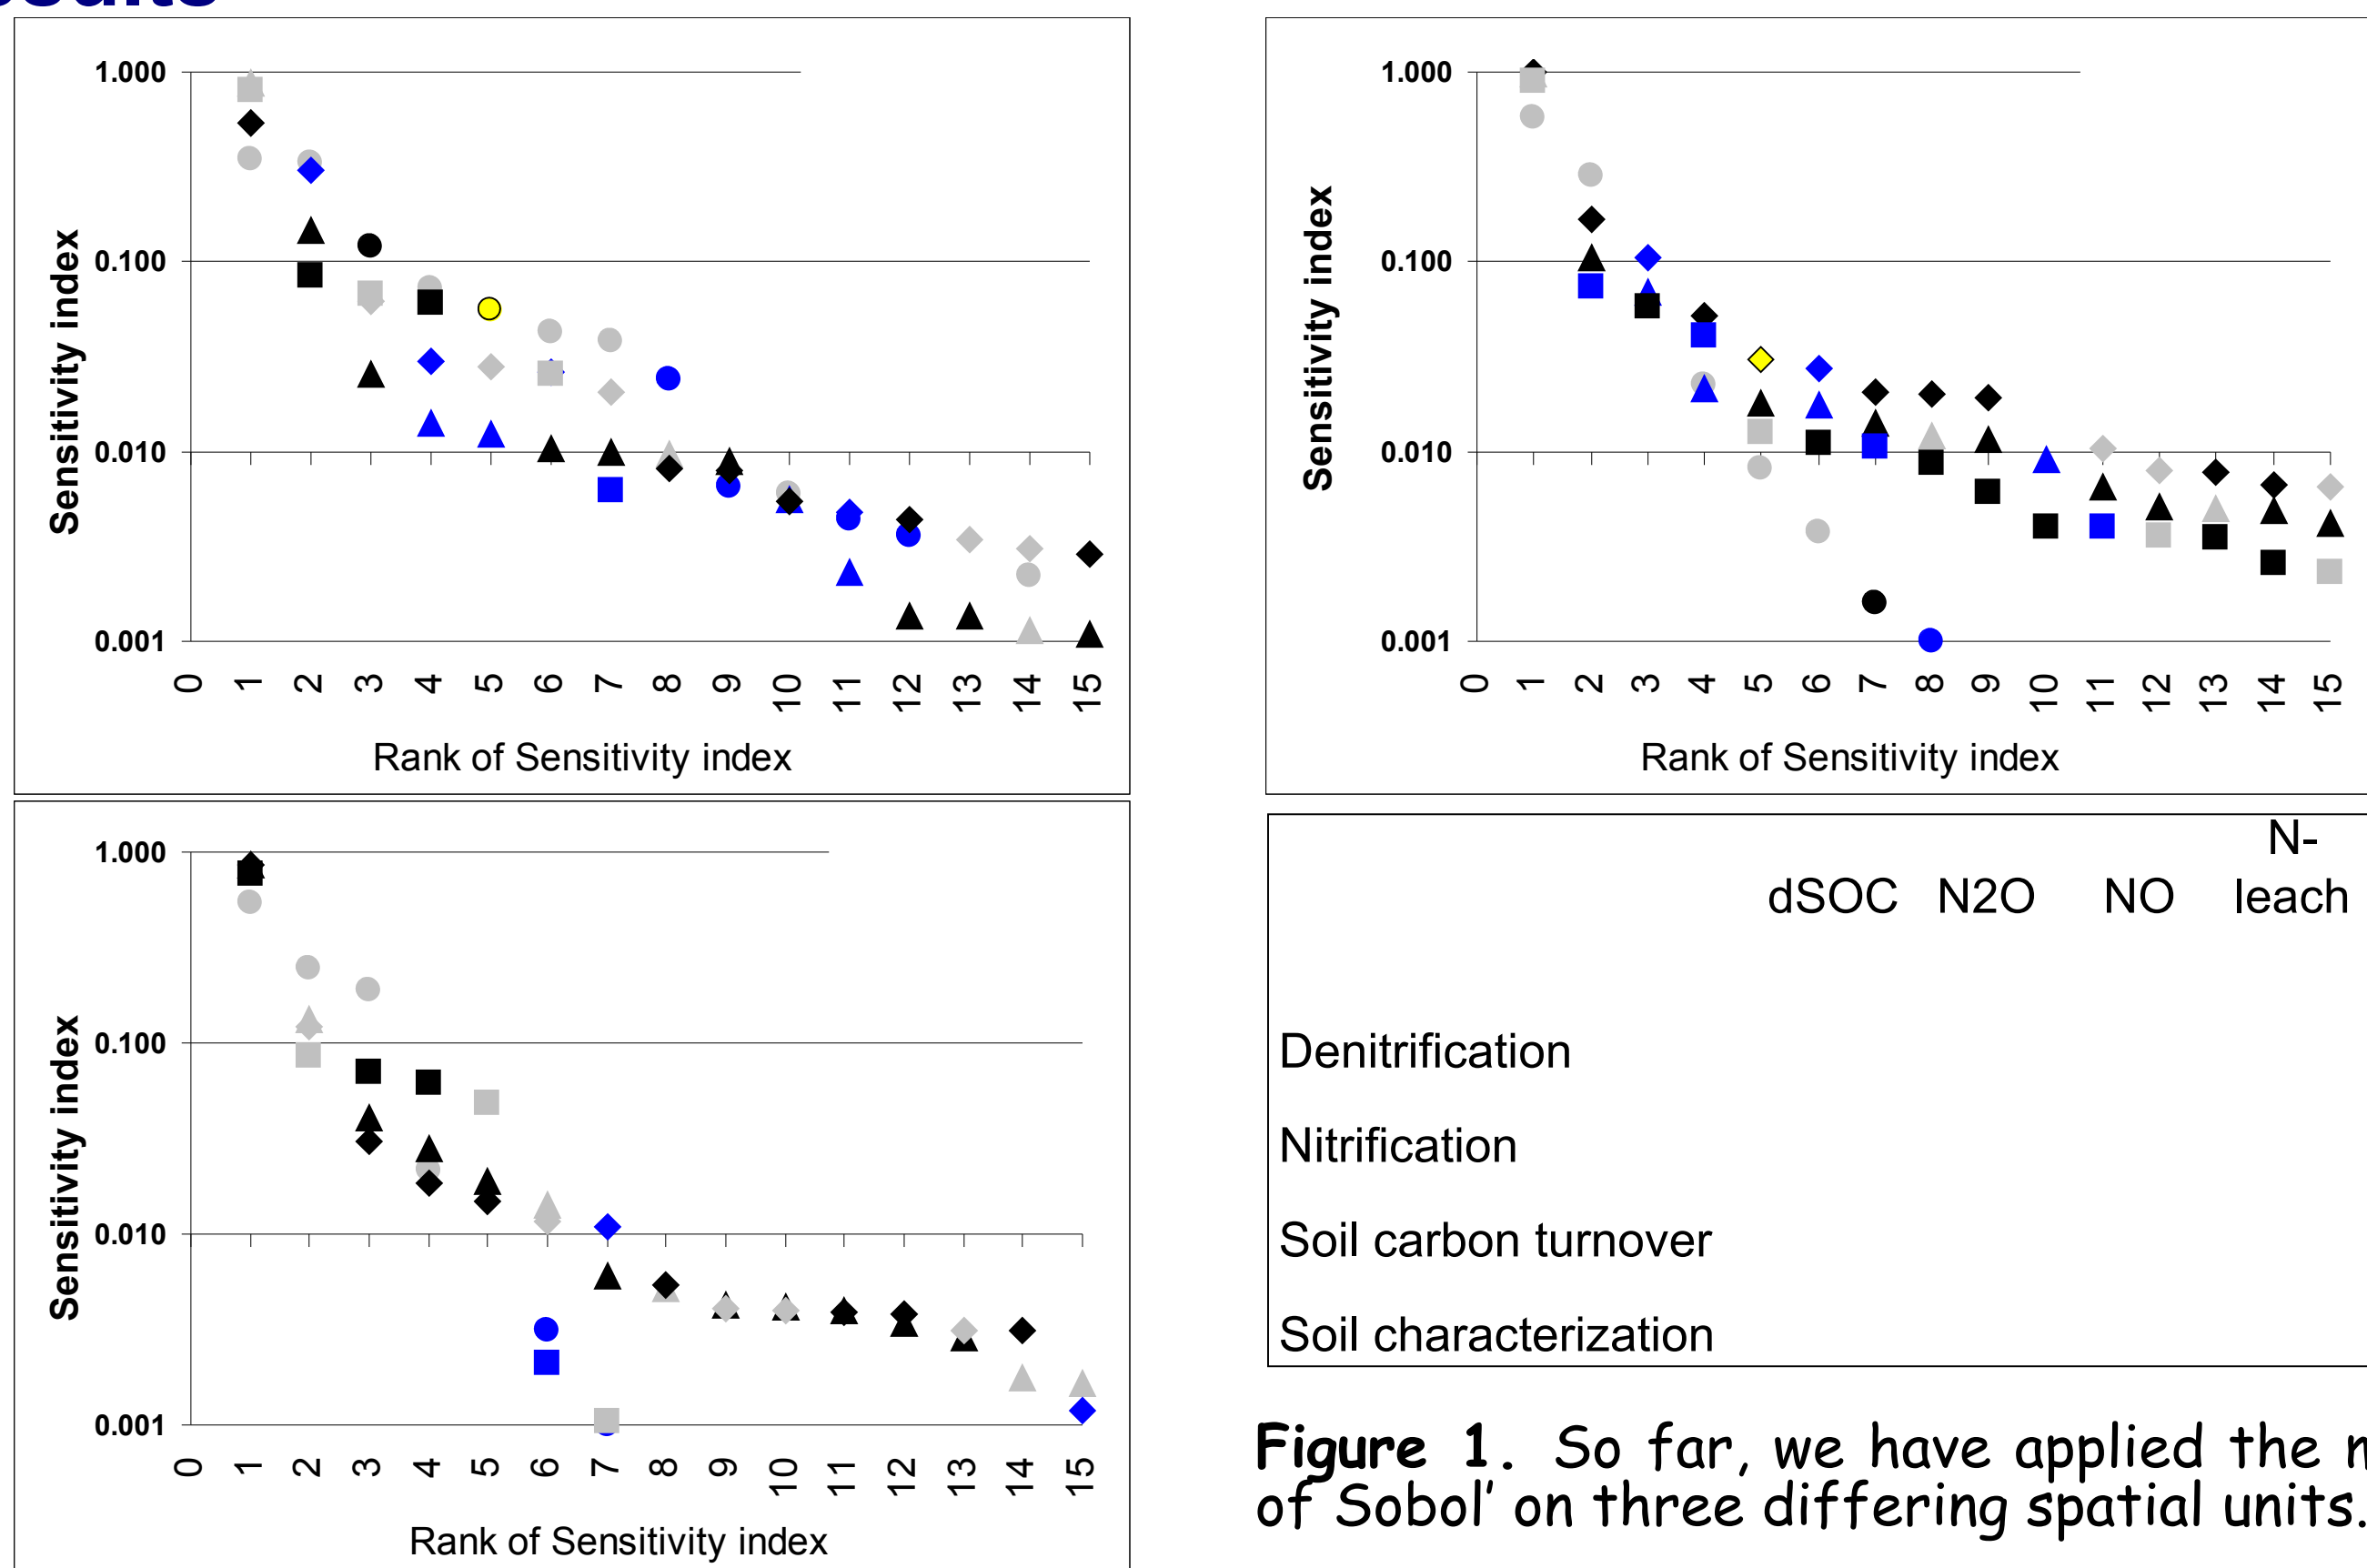 1.000
0.100
0.010
0.001
Sensitivity index
0 1 2 3 4 5 6 7 8 9 10 11 12 13 14 15
Rank of Sensitivity index
1.000
0.100
0.010
0.001
Sensitivity index
0 1 2 3 4 5 6 7 8 9 10 11 12 13 14 15
Rank of Sensitivity index
1.000
0.100
0.010
0.001
Sensitivity index
0 1 2 3 4 5 6 7 8 9 10 11 12 13 14 15
Rank of Sensitivity index
dSOC N2O NO N-
leach
Denitrification
Nitrification
Soil carbon turnover
Soil characterization
Figure 1. So far, we have applied the
of Sobol' on three differing spatial units.